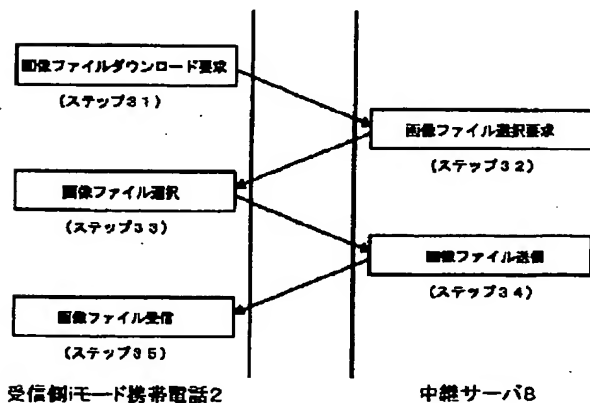 画像ファイルダウンロード要求
(ステップ31)
画像ファイル選択要求
(ステップ32)
画像ファイル選択
(ステップ33)
画像ファイル送信
(ステップ34)
画像ファイル受信
(ステップ35)
受信側iモード携帯電話2
中継サーバ8